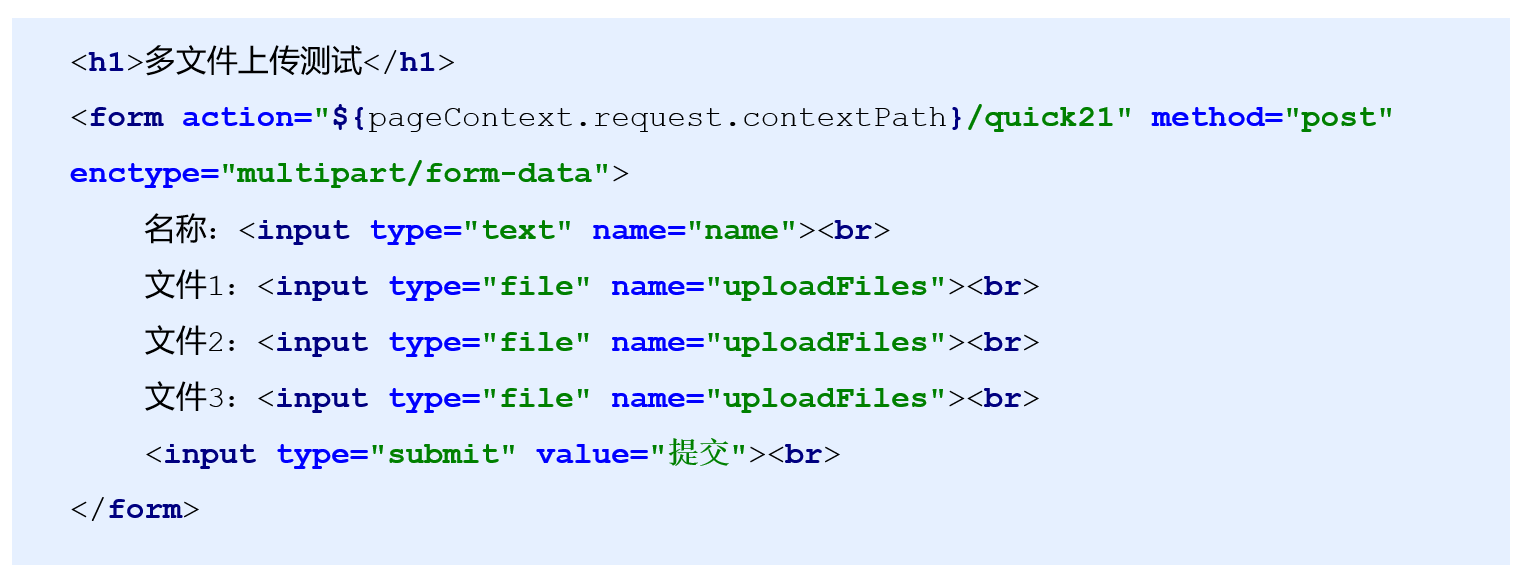 <h1>多文件上传测试</h1>
<form action="${pageContext.request.contextPath}/quick21" method="post"
enctype="multipart/form-data">
名称：<input type="text" name="name"><br>
文件1：<input type="file" name="uploadFiles"><br>
文件2：<input type="file" name="uploadFiles"><br>
文件3：<input type="file" name="uploadFiles"><br>
<input type="submit" value="提交"><br>
</form>